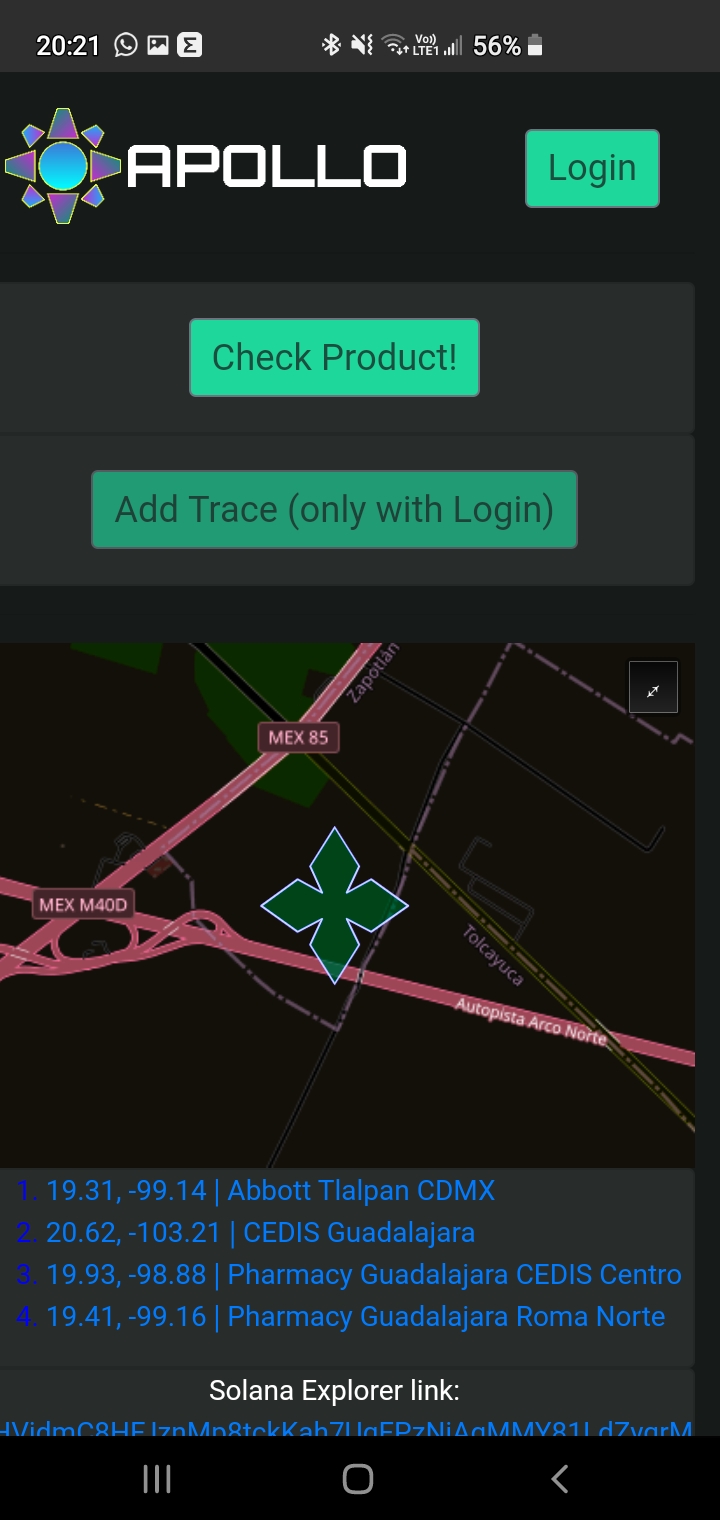 20:21 Vo)) LTE1 56%
APOLLO
Login
Check Product!
Add Trace (only with Login)
Zapotlán
MEX 85
MEX M40D
Tolcayuca
Autopista Arco Norte
1. 19.31, -99.14 | Abbott Tlalpan CDMX
2. 20.62, -103.21 | CEDIS Guadalajara
3. 19.93, -98.88 | Pharmacy Guadalajara CEDIS Centro
4. 19.41, -99.16 | Pharmacy Guadalajara Roma Norte
Solana Explorer link: